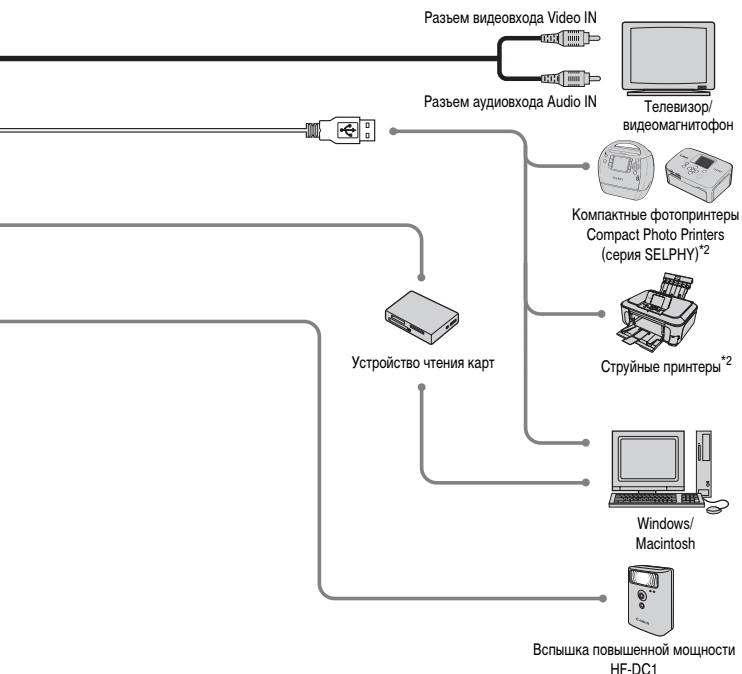 Разъем видеовхода Video IN
Разъем аудиовхода Audio IN
Телевизор/
видеомагнитофон
Компактные фотопринтеры
Compact Photo Printers
(серия SELPHY)*2
Устройство чтения карт
Струйные принтеры*2
Windows/
Macintosh
Canon
Вспышка повышенной мощности
HF-DC1